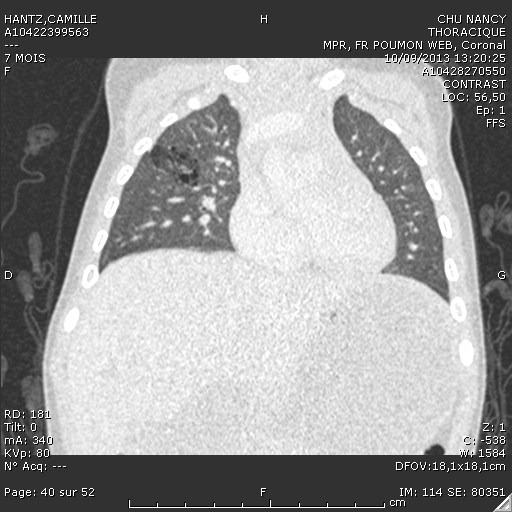 HANTZ,CAMILLE
A10422399563
---
7 MOIS
F
H
CHU NANCY
THORACIQUE
MPR, FR POUMON WEB, Coronal
10/09/2013 13:20:25
A10428270550
CONTRAST
LOC: 56,50
Ep: 1
FFS
D
G
RD: 181
Tilt: 0
mA: 340
KVp: 80
N° Acq: ---
Page: 40 sur 52
F
cm
Z: 1
C: -538
W: 1584
DFOV:18,1x18,1cm
IM: 114 SE: 80351